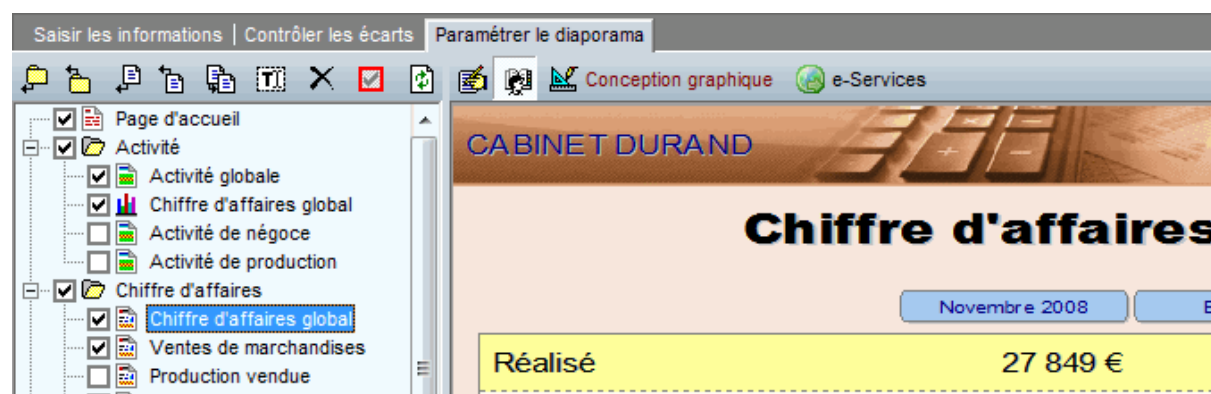 Saisir les informations | Contrôler les écarts Paramétrer le diaporama
Conception graphique e-Services
Page d'accueil
Activité
Activité globale
Chiffre d'affaires global
Activité de négoce
Activité de production
Chiffre d'affaires
Chiffre d'affaires global
Ventes de marchandises
Production vendue
CABINET DURAND
Chiffre d'affaires
Novembre 2008
Réalisé 27 849 €